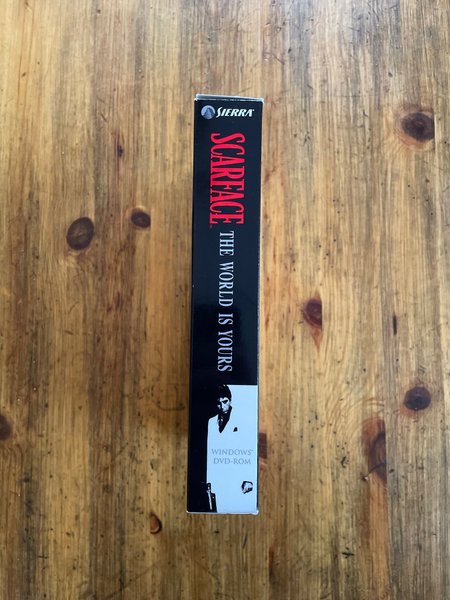 SIERRA
SCARFACE
THE WORLD IS YOURS
WINDOWS®
DVD-ROM